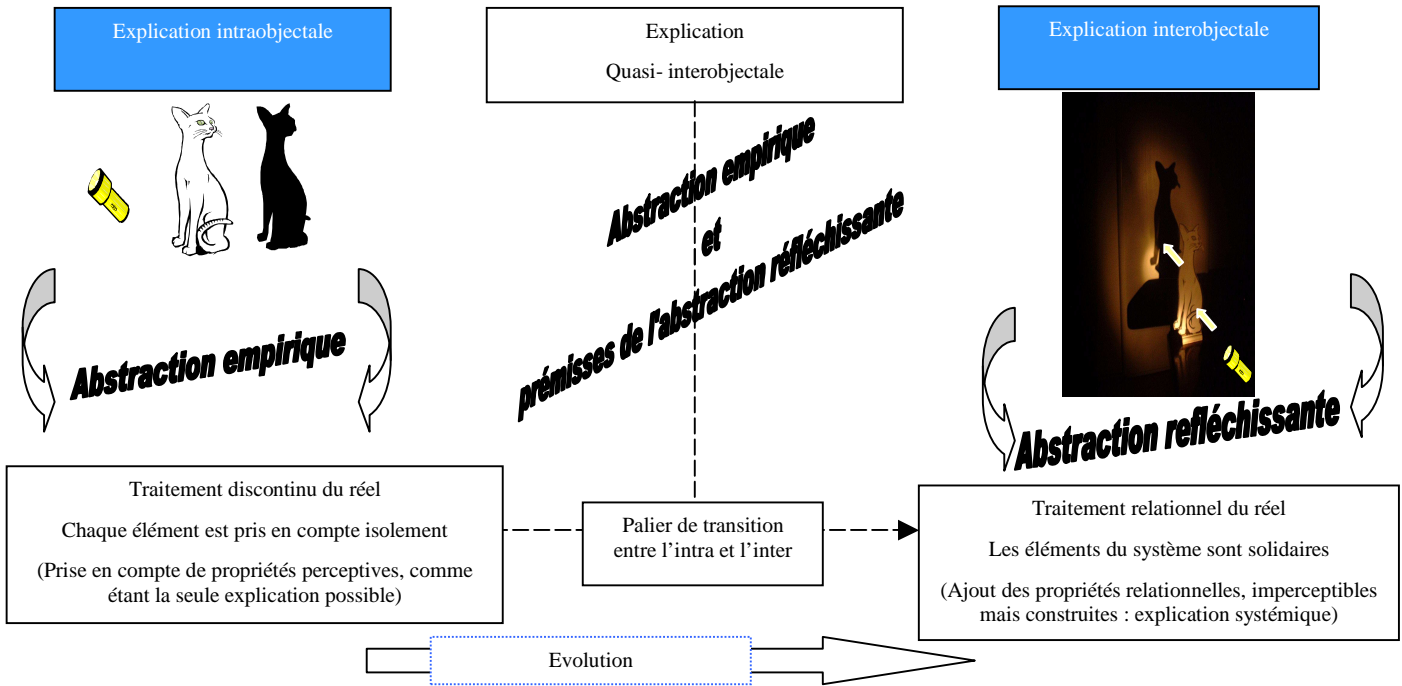 Explication intraobjectale
Explication
Quasi- interobjectale
Explication interobjectale
Abstraction empirique
Abstraction empirique
et
prémisses de l'abstraction réfléchissante
Abstraction refléchissante
Traitement discontinu du réel
Chaque élément est pris en compte isolement
(Prise en compte de propriétés perceptives, comme
étant la seule explication possible)
Palier de transition
entre l’intra et l’inter
Traitement relationnel du réel
Les éléments du système sont solidaires
(Ajout des propriétés relationnelles, imperceptibles
mais construites : explication systémique)
Evolution